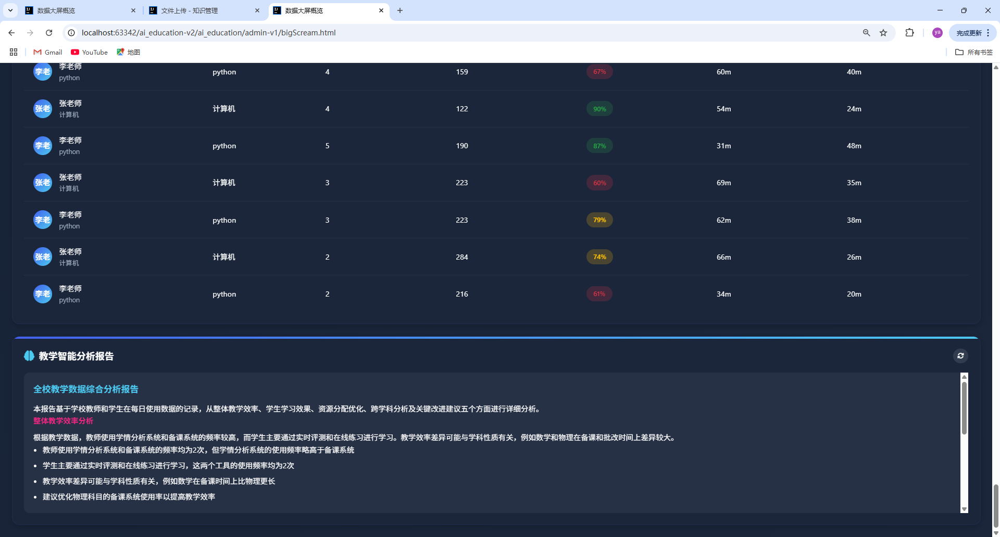 数据大屏概览
文件上传 - 知识管理
数据大屏概览
localhost:63342/ai_education-v2/ai_education/admin-v1/bigScream.html
ya
完成更新
Gmail
YouTube
地图
所有书签
李老 李老师 python 4 159 67% 60m 40m
python
张老 张老师 计算机 4 122 90% 54m 24m
计算机
李老 李老师 python 5 190 87% 31m 48m
python
张老 张老师 计算机 3 223 60% 69m 35m
计算机
李老 李老师 python 3 223 79% 62m 38m
python
张老 张老师 计算机 2 284 74% 66m 26m
计算机
李老 李老师 python 2 216 61% 34m 20m
python
教学智能分析报告
全校教学数据综合分析报告
本报告基于学校教师和学生在每日使用数据的记录，从整体教学效率、学生学习效果、资源分配优化、跨学科分析及关键改进建议五个方面进行详细分析。
整体教学效率分析
根据教学数据，教师使用学情分析系统和备课系统的频率较高，而学生主要通过实时评测和在线练习进行学习。教学效率差异可能与学科性质有关，例如数学和物理在备课和批改时间上差异较大。
• 教师使用学情分析系统和备课系统的频率均为2次，但学情分析系统的使用频率略高于备课系统
• 学生主要通过实时评测和在线练习进行学习，这两个工具的使用频率均为2次
• 教学效率差异可能与学科性质有关，例如数学在备课时间上比物理更长
• 建议优化物理科目的备课系统使用率以提高教学效率